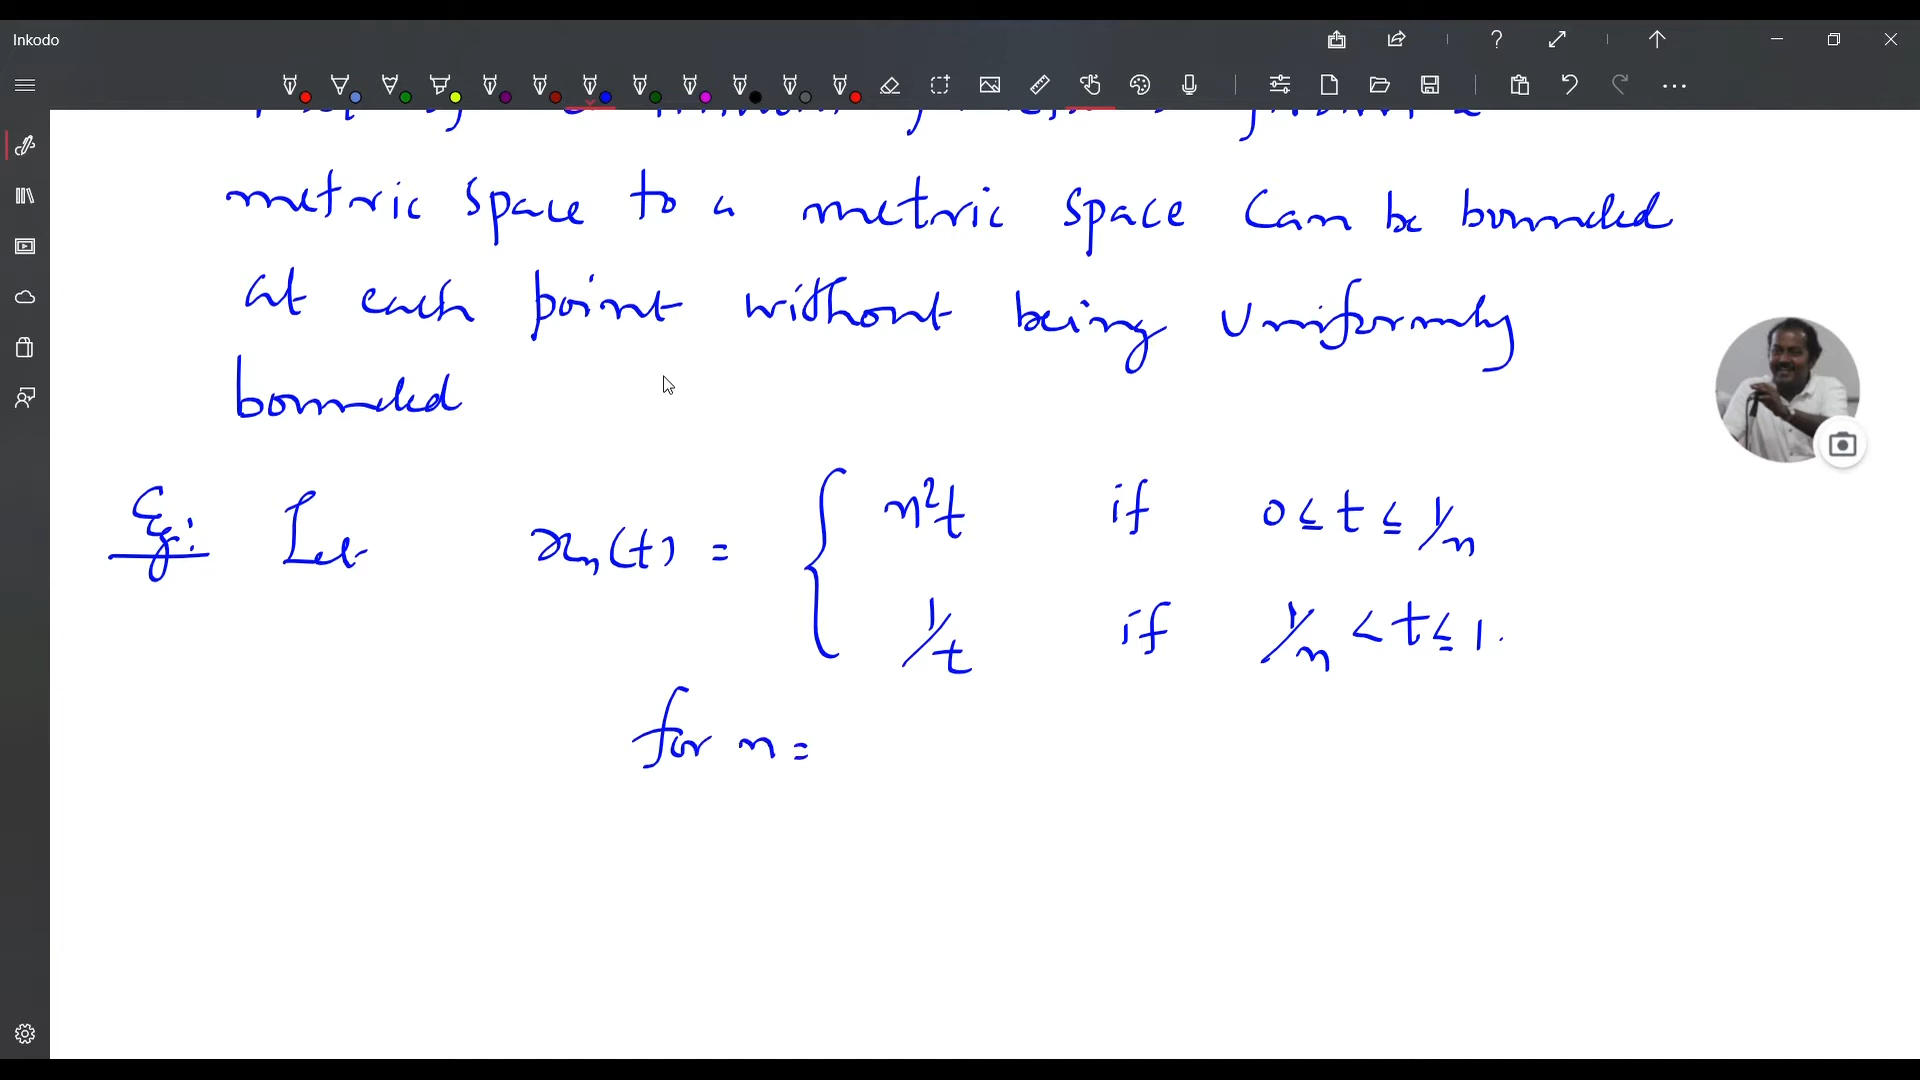 Inkodo
metric space to a metric space can be bounded
at each point without being uniformly
bounded
Eg: Let xₙ(t) = { n²t if 0 ≤ t ≤ 1/n
1/t if 1/n < t ≤ 1.
for n =